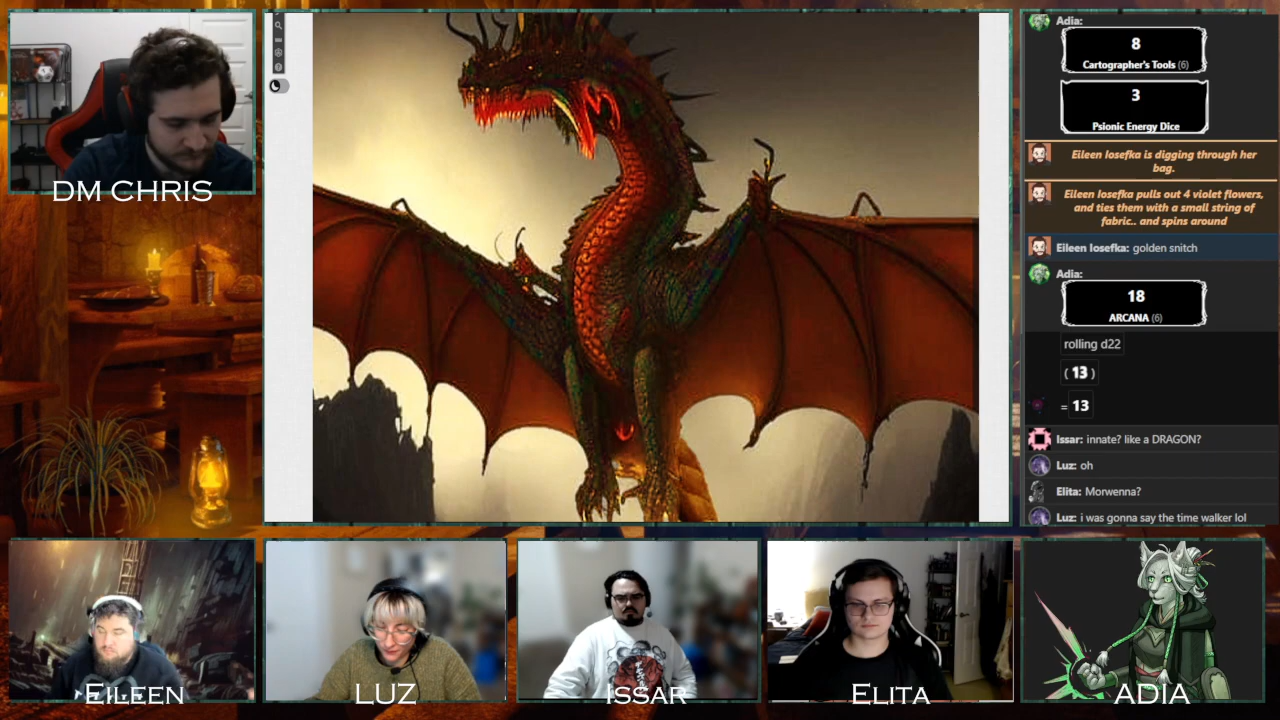 DM CHRIS
Adia:
8
Cartographer's Tools (6)
3
Psionic Energy Dice
Eileen Iosefka is digging through her
bag.
Eileen Iosefka pulls out 4 violet flowers,
and ties them with a small string of
fabric.. and spins around
Eileen Iosefka: golden snitch
Adia:
18
ARCANA (6)
rolling d22
( 13 )
= 13
Issar: innate? like a DRAGON?
Luz: oh
Elita: Morwenna?
Luz: i was gonna say the time walker lol
EILEEN
LUZ
ISSAR
ELITA
ADIA